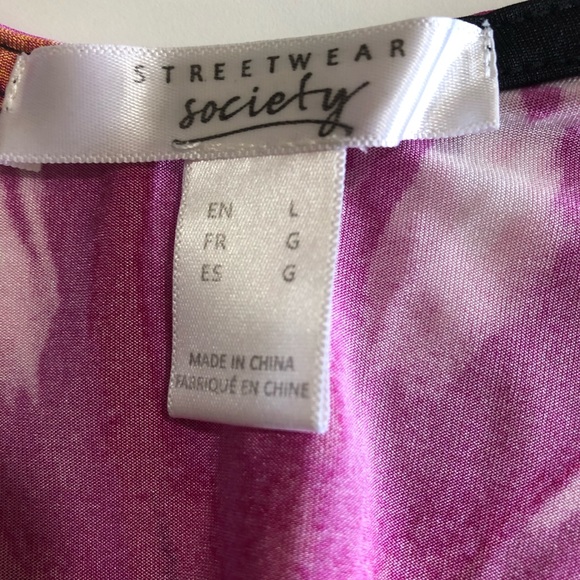 STREETWEAR
society
EN L
FR G
ES G
MADE IN CHINA
FABRIQUÉ EN CHINE